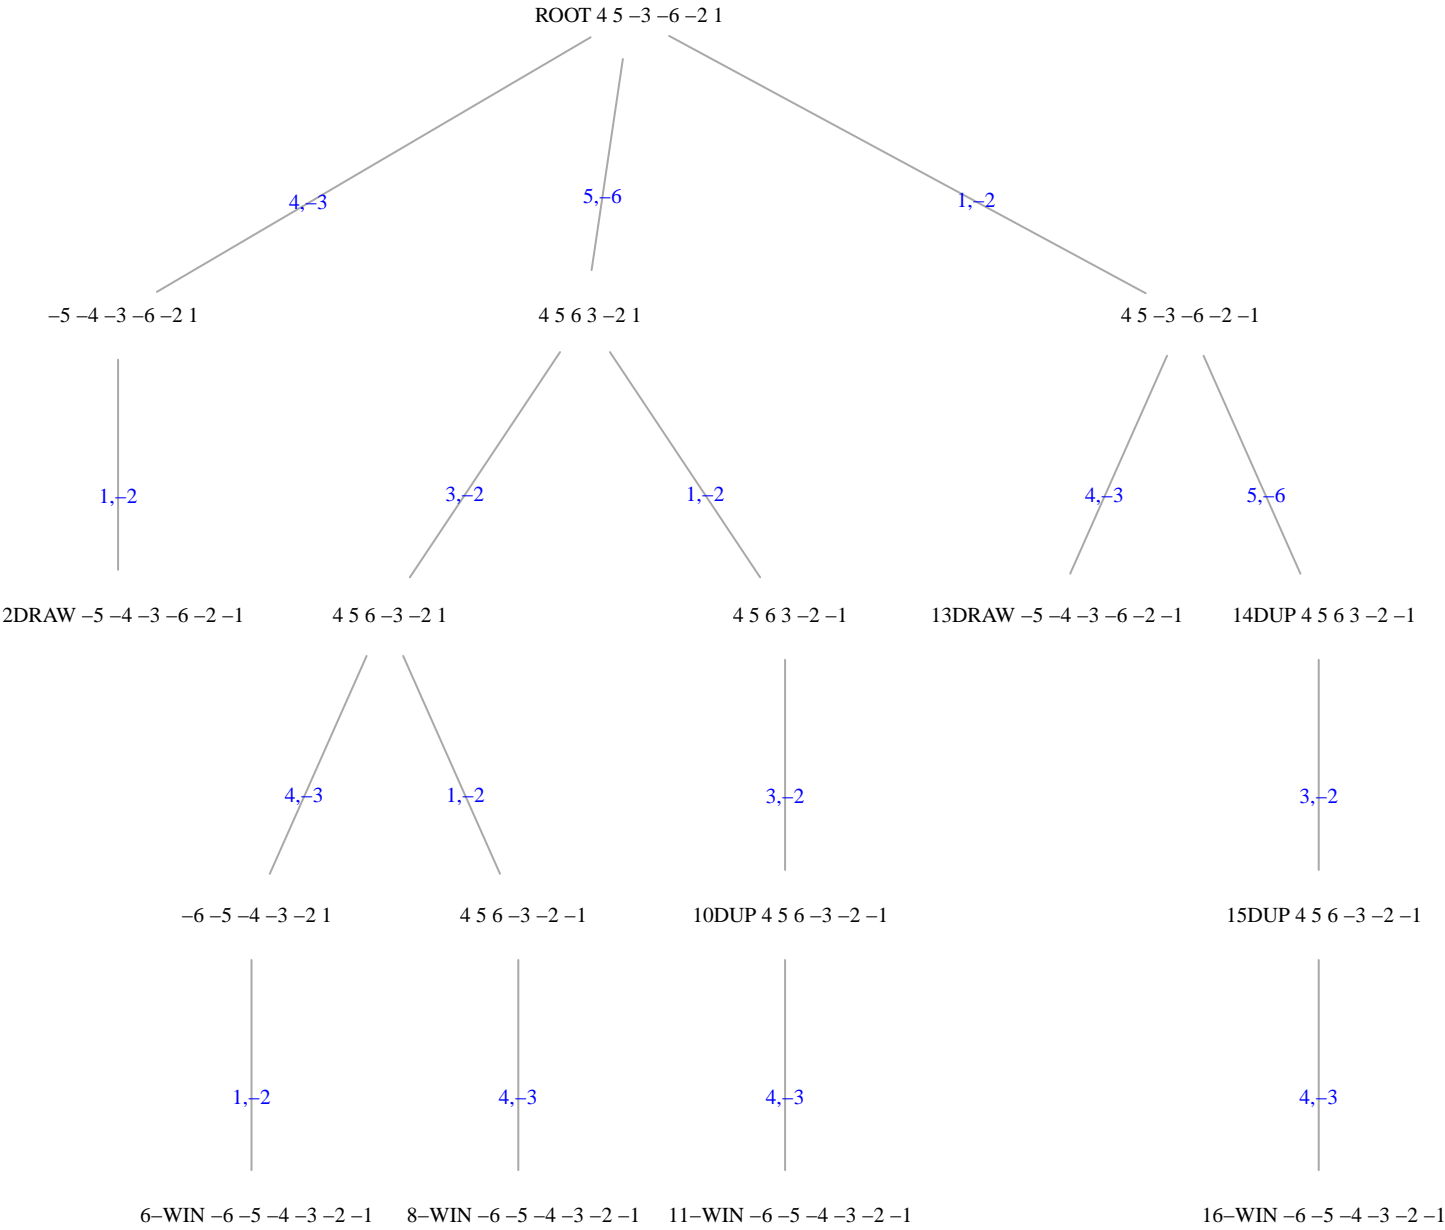 ROOT 4 5 −3 −6 −2 1
4,−3
5,−6
1,−2
−5 −4 −3 −6 −2 1
4 5 6 3 −2 1
4 5 −3 −6 −2 −1
1,−2
3,−2
1,−2
4,−3
5,−6
2DRAW −5 −4 −3 −6 −2 −1
4 5 6 −3 −2 1
4 5 6 3 −2 −1
13DRAW −5 −4 −3 −6 −2 −1
14DUP 4 5 6 3 −2 −1
4,−3
1,−2
3,−2
3,−2
−6 −5 −4 −3 −2 1
4 5 6 −3 −2 −1
10DUP 4 5 6 −3 −2 −1
15DUP 4 5 6 −3 −2 −1
1,−2
4,−3
4,−3
4,−3
6−WIN −6 −5 −4 −3 −2 −1
8−WIN −6 −5 −4 −3 −2 −1
11−WIN −6 −5 −4 −3 −2 −1
16−WIN −6 −5 −4 −3 −2 −1